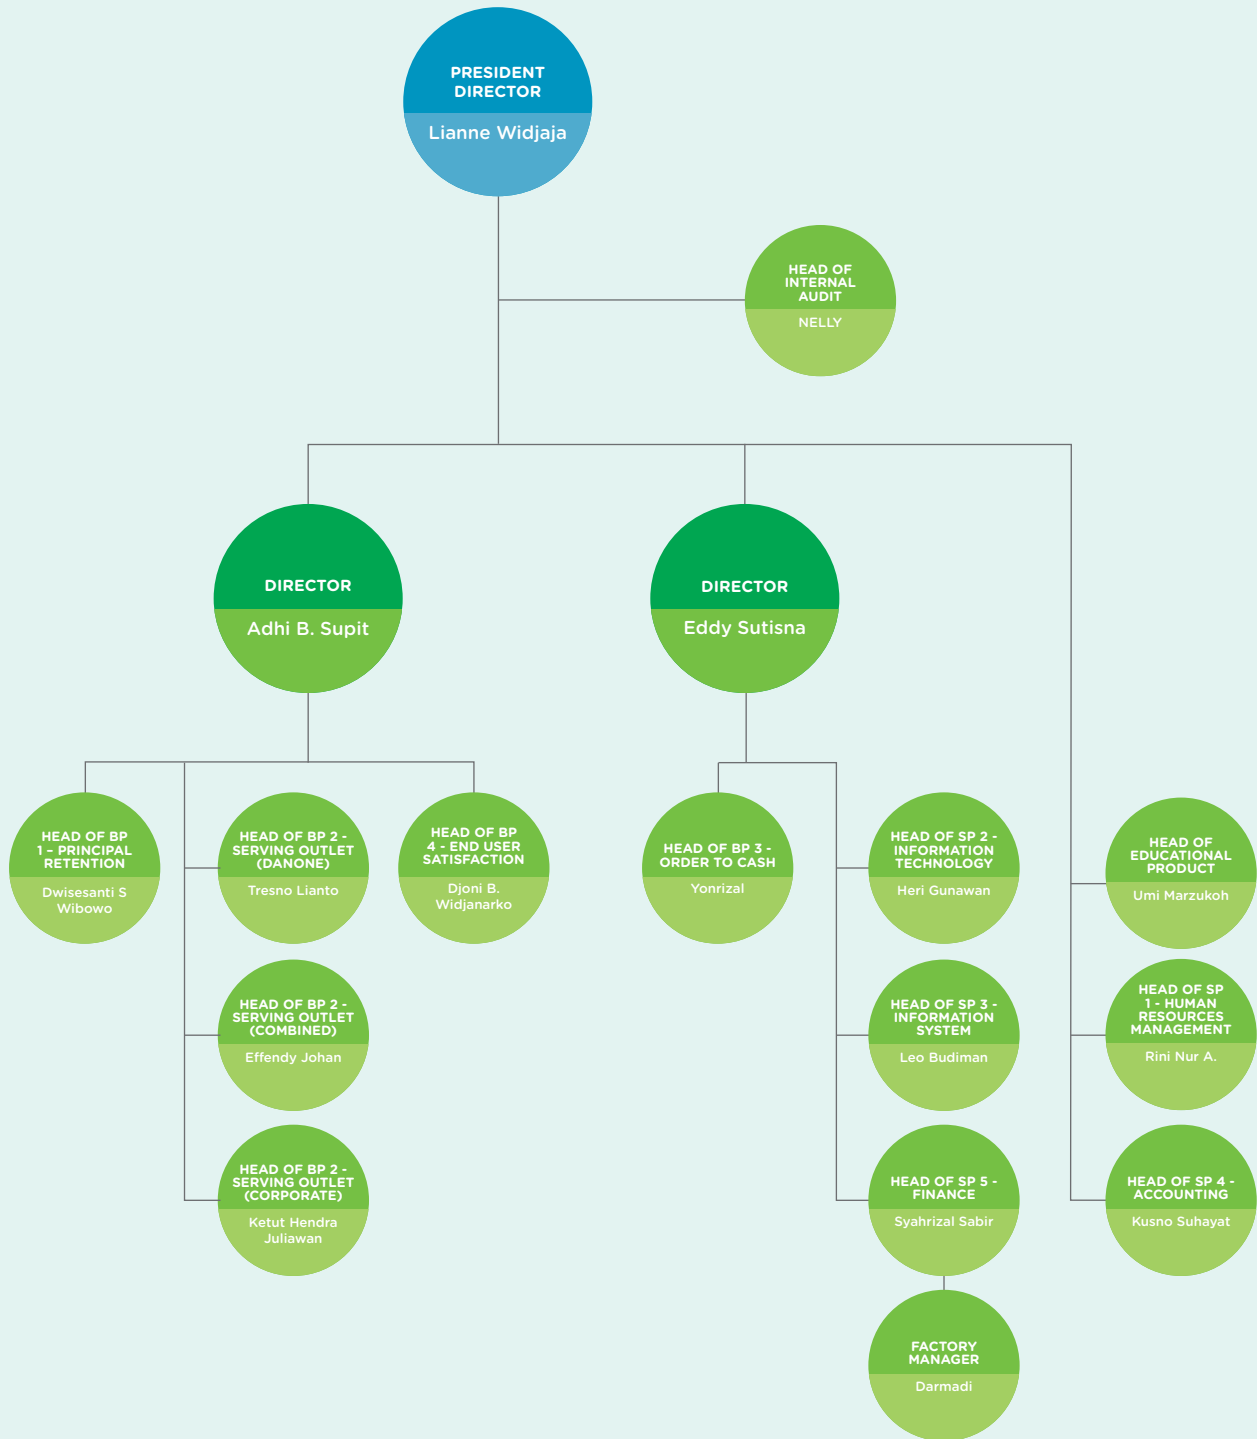 PRESIDENT
DIRECTOR
Lianne Widjaja
HEAD OF
INTERNAL
AUDIT
NELLY
DIRECTOR
Adhi B. Supit
DIRECTOR
Eddy Sutisna
HEAD OF BP
1 – PRINCIPAL
RETENTION
Dwisesanti S
Wibowo
HEAD OF BP 2 -
SERVING OUTLET
(DANONE)
Tresno Lianto
HEAD OF BP
4 - END USER
SATISFACTION
Djoni B.
Widjanarko
HEAD OF BP 3 -
ORDER TO CASH
Yonrizal
HEAD OF SP 2 -
INFORMATION
TECHNOLOGY
Heri Gunawan
HEAD OF
EDUCATIONAL
PRODUCT
Umi Marzukoh
HEAD OF BP 2 -
SERVING OUTLET
(COMBINED)
Effendy Johan
HEAD OF SP 3 -
INFORMATION
SYSTEM
Leo Budiman
HEAD OF SP
1 - HUMAN
RESOURCES
MANAGEMENT
Rini Nur A.
HEAD OF BP 2 -
SERVING OUTLET
(CORPORATE)
Ketut Hendra
Juliawan
HEAD OF SP 5 -
FINANCE
Syahrizal Sabir
HEAD OF SP 4 -
ACCOUNTING
Kusno Suhayat
FACTORY
MANAGER
Darmadi